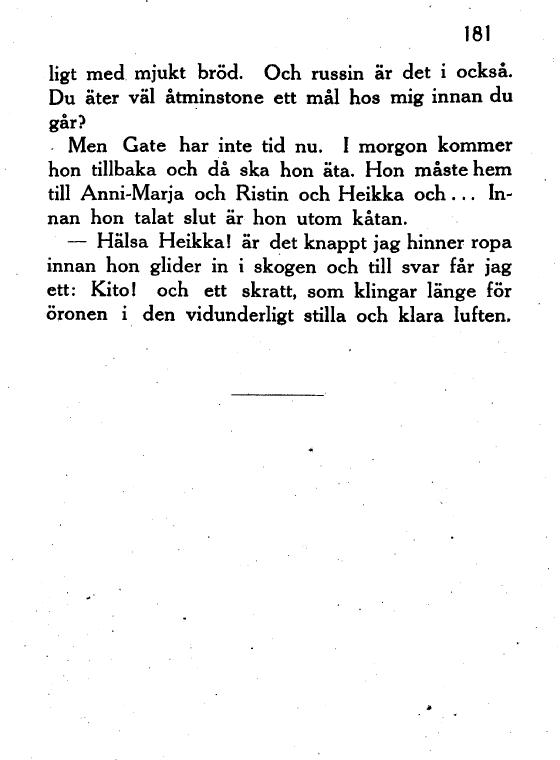 181
ligt med mjukt bröd. Och russin är det i också.
Du äter väl åtminstone ett mål hos mig innan du
går?
Men Gate har inte tid nu. I morgon kommer
hon tillbaka och då ska hon äta. Hon måste hem
till Anni-Marja och Ristin och Heikka och... In-
nan hon talat slut är hon utom kåtan.
— Hälsa Heikka! är det knappt jag hinner ropa
innan hon glider in i skogen och till svar får jag
ett: Kito! och ett skratt, som klingar länge för
öronen i den vidunderligt stilla och klara luften.